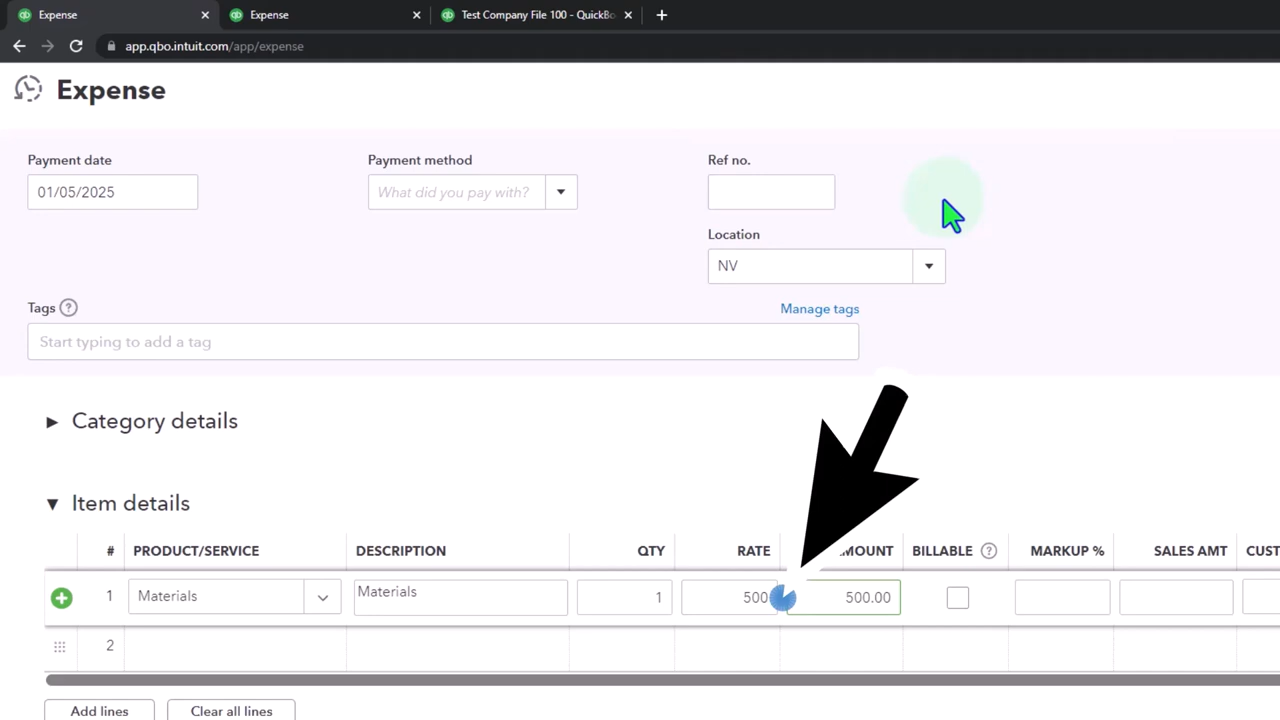 Expense
Expense
Test Company File 100 - QuickBo
app.qbo.intuit.com/app/expense
Expense
Payment date
Payment method
Ref no.
01/05/2025
What did you pay with?
Location
NV
Tags ?
Manage tags
Start typing to add a tag
Category details
Item details
# PRODUCT/SERVICE DESCRIPTION QTY RATE MOUNT BILLABLE ? MARKUP % SALES AMT CUST
1 Materials Materials 1 500 500.00
2
Add lines
Clear all lines